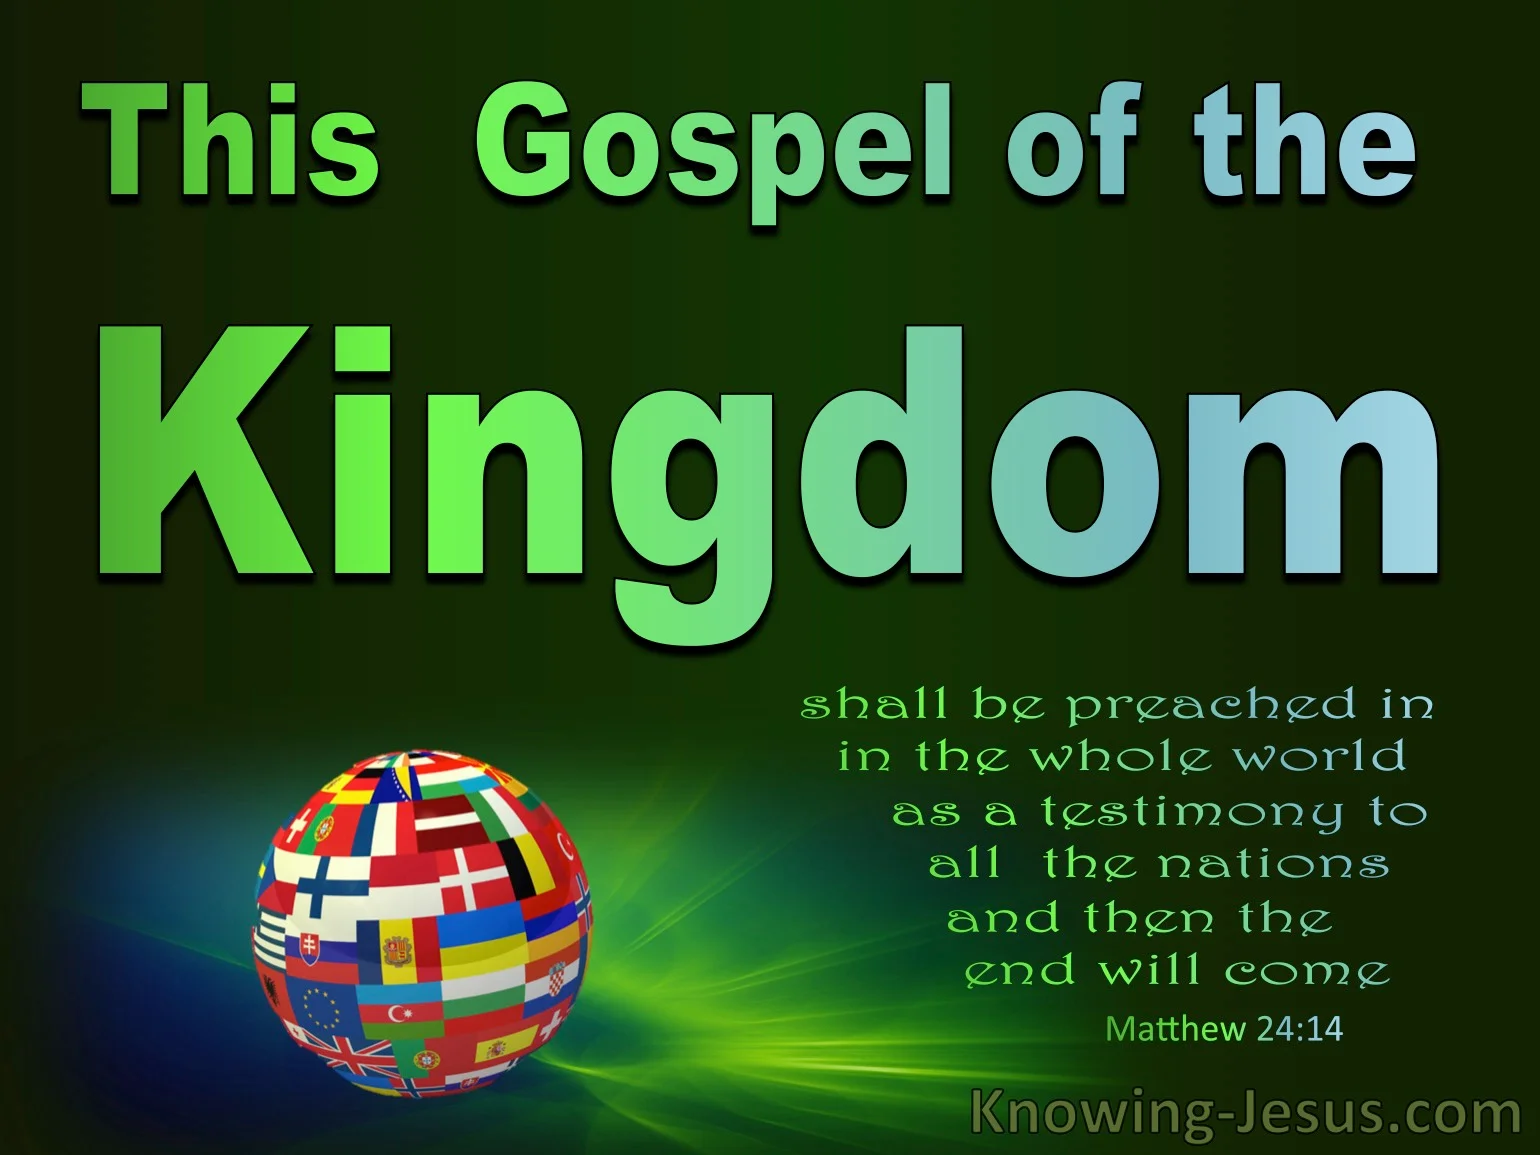 This Gospel of the
Kingdom
shall be preached in
in the whole world
as a testimony to
all the nations
and then the
end will come
Matthew 24:14
Knowing-Jesus.com